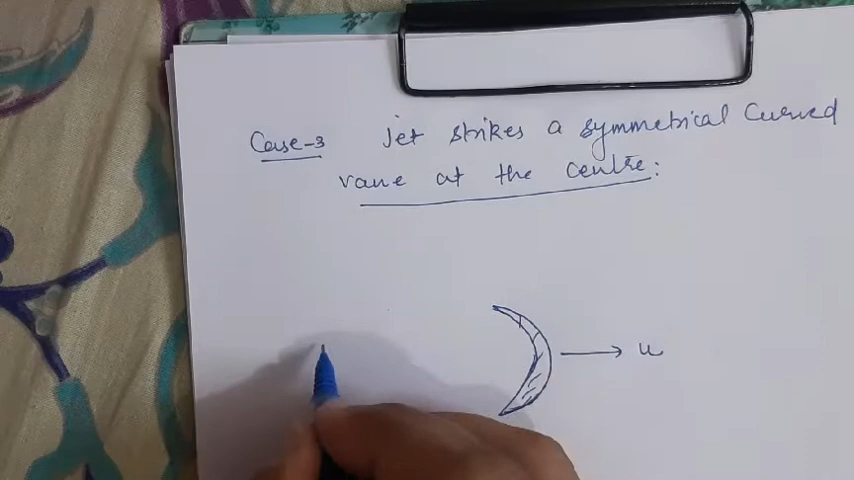 Case-3 Jet strikes a symmetrical Curved
vane at the centre:
u